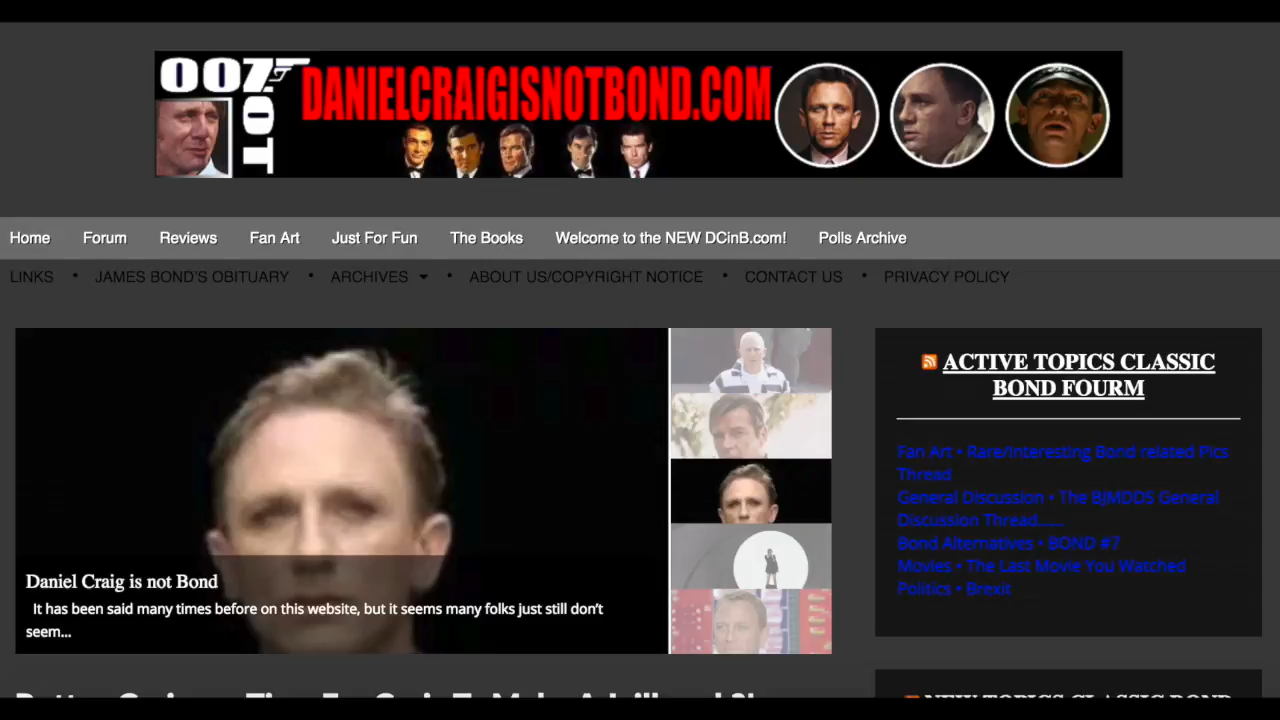 007 NOT
DANIELCRAIGISNOTBOND.COM
Home Forum Reviews Fan Art Just For Fun The Books Welcome to the NEW DCinB.com! Polls Archive
LINKS • JAMES BOND'S OBITUARY • ARCHIVES • ABOUT US/COPYRIGHT NOTICE • CONTACT US • PRIVACY POLICY
Daniel Craig is not Bond
It has been said many times before on this website, but it seems many folks just still don't
seem...
ACTIVE TOPICS CLASSIC
BOND FOURM
Fan Art • Rare/Interesting Bond related Pics
Thread
General Discussion • The BJMDDS General
Discussion Thread......
Bond Alternatives • BOND #7
Movies • The Last Movie You Watched
Politics • Brexit
NEW TOPICS CLASSIC BOND